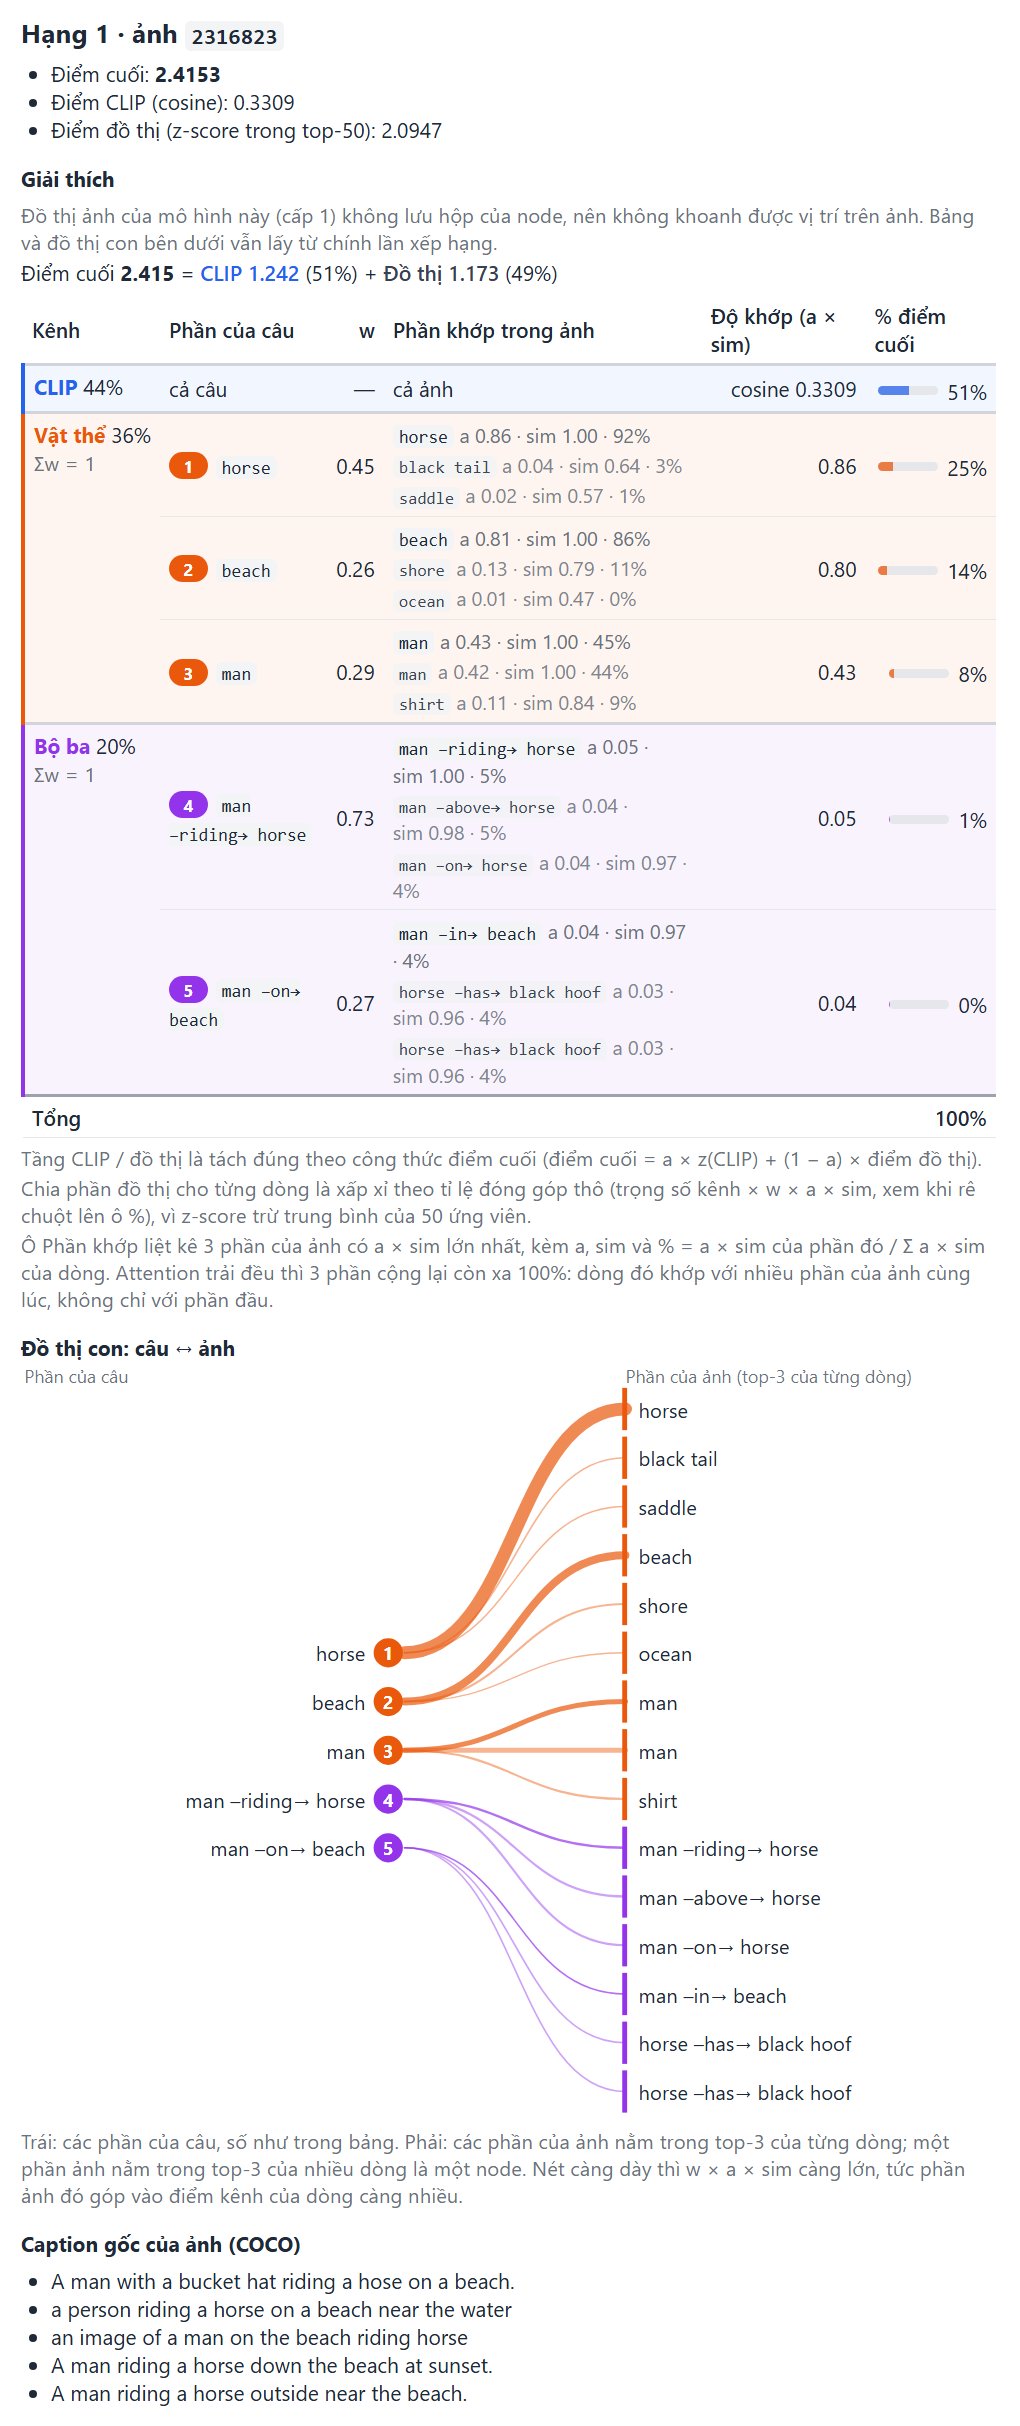 Hạng 1 · ảnh 2316823
Điểm cuối: 2.4153
Điểm CLIP (cosine): 0.3309
Điểm đồ thị (z-score trong top-50): 2.0947
Giải thích
Đồ thị ảnh của mô hình này (cấp 1) không lưu hộp của node, nên không khoanh được vị trí trên ảnh. Bảng
và đồ thị con bên dưới vẫn lấy từ chính lần xếp hạng.
Điểm cuối 2.415 = CLIP 1.242 (51%) + Đồ thị 1.173 (49%)
Kênh Phần của câu w Phần khớp trong ảnh Độ khớp (a ×
sim) % điểm
cuối
CLIP 44% cả câu — cả ảnh cosine 0.3309 51%
Vật thể 36%
Σw = 1
1 horse 0.45
horse a 0.86 · sim 1.00 · 92%
black tail a 0.04 · sim 0.64 · 3%
saddle a 0.02 · sim 0.57 · 1%
0.86 25%
2 beach 0.26
beach a 0.81 · sim 1.00 · 86%
shore a 0.13 · sim 0.79 · 11%
ocean a 0.01 · sim 0.47 · 0%
0.80 14%
3 man 0.29
man a 0.43 · sim 1.00 · 45%
man a 0.42 · sim 1.00 · 44%
shirt a 0.11 · sim 0.84 · 9%
0.43 8%
Bộ ba 20%
Σw = 1
4 man
–riding→ horse 0.73
man –riding→ horse a 0.05 ·
sim 1.00 · 5%
man –above→ horse a 0.04 ·
sim 0.98 · 5%
man –on→ horse a 0.04 · sim 0.97 ·
4%
0.05 1%
5 man –on→
beach 0.27
man –in→ beach a 0.04 · sim 0.97
· 4%
horse –has→ black hoof a 0.03 ·
sim 0.96 · 4%
horse –has→ black hoof a 0.03 ·
sim 0.96 · 4%
0.04 0%
Tổng 100%
Tầng CLIP / đồ thị là tách đúng theo công thức điểm cuối (điểm cuối = a × z(CLIP) + (1 − a) × điểm đồ thị).
Chia phần đồ thị cho từng dòng là xấp xỉ theo tỉ lệ đóng góp thô (trọng số kênh × w × a × sim, xem khi rê
chuột lên ô %), vì z-score trừ trung bình của 50 ứng viên.
Ô Phần khớp liệt kê 3 phần của ảnh có a × sim lớn nhất, kèm a, sim và % = a × sim của phần đó / Σ a × sim
của dòng. Attention trải đều thì 3 phần cộng lại còn xa 100%: dòng đó khớp với nhiều phần của ảnh cùng
lúc, không chỉ với phần đầu.
Đồ thị con: câu ↔ ảnh
Phần của câu Phần của ảnh (top-3 của từng dòng)
horse
black tail
saddle
beach
shore
horse 1 ocean
beach 2 man
man 3 man
man –riding→ horse 4 shirt
man –on→ beach 5 man –riding→ horse
man –above→ horse
man –on→ horse
man –in→ beach
horse –has→ black hoof
horse –has→ black hoof
Trái: các phần của câu, số như trong bảng. Phải: các phần của ảnh nằm trong top-3 của từng dòng; một
phần ảnh nằm trong top-3 của nhiều dòng là một node. Nét càng dày thì w × a × sim càng lớn, tức phần
ảnh đó góp vào điểm kênh của dòng càng nhiều.
Caption gốc của ảnh (COCO)
A man with a bucket hat riding a hose on a beach.
a person riding a horse on a beach near the water
an image of a man on the beach riding horse
A man riding a horse down the beach at sunset.
A man riding a horse outside near the beach.